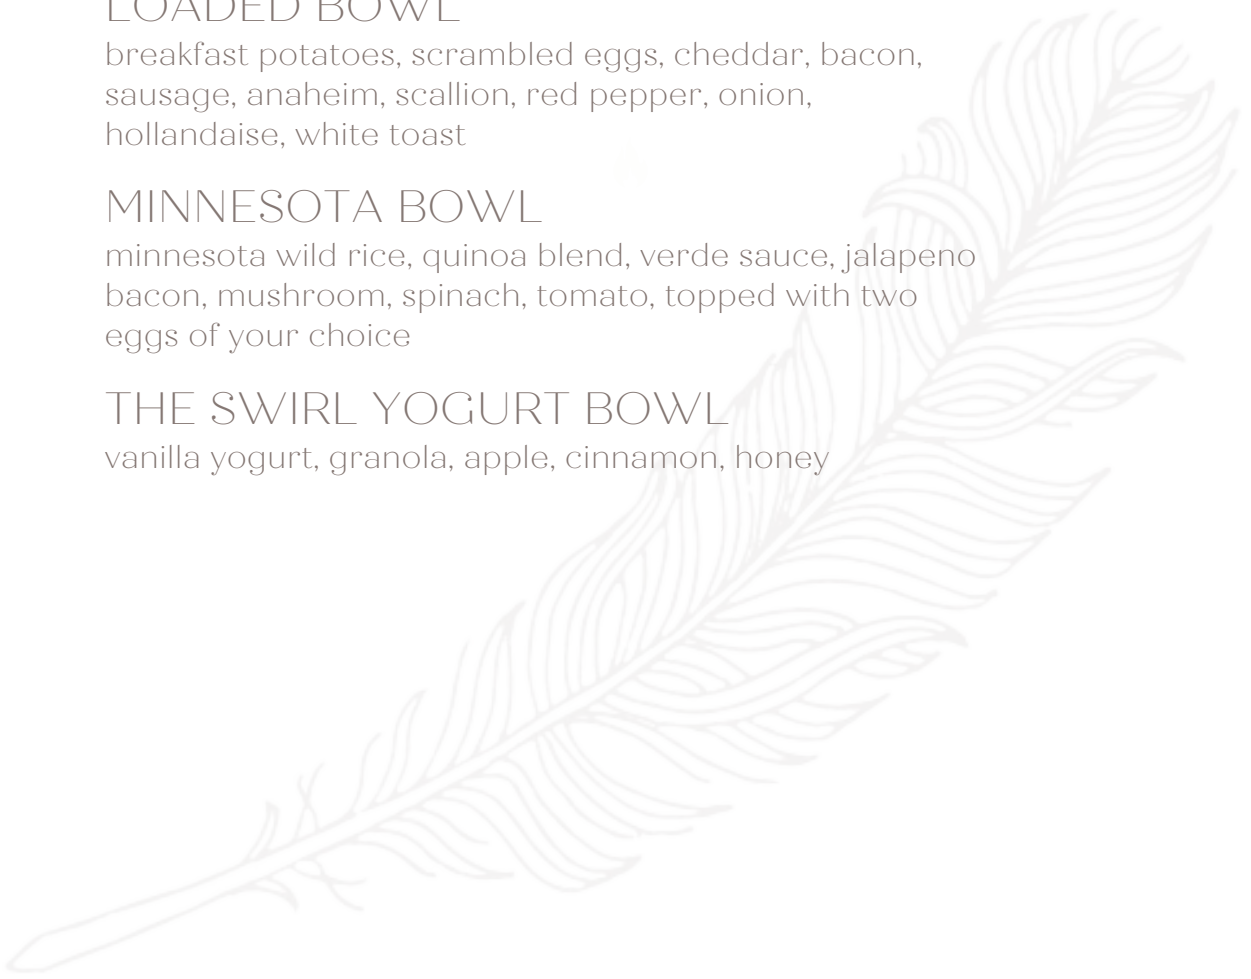 LOADED BOWL
breakfast potatoes, scrambled eggs, cheddar, bacon,
sausage, anaheim, scallion, red pepper, onion,
hollandaise, white toast
MINNESOTA BOWL
minnesota wild rice, quinoa blend, verde sauce, jalapeno
bacon, mushroom, spinach, tomato, topped with two
eggs of your choice
THE SWIRL YOGURT BOWL
vanilla yogurt, granola, apple, cinnamon, honey